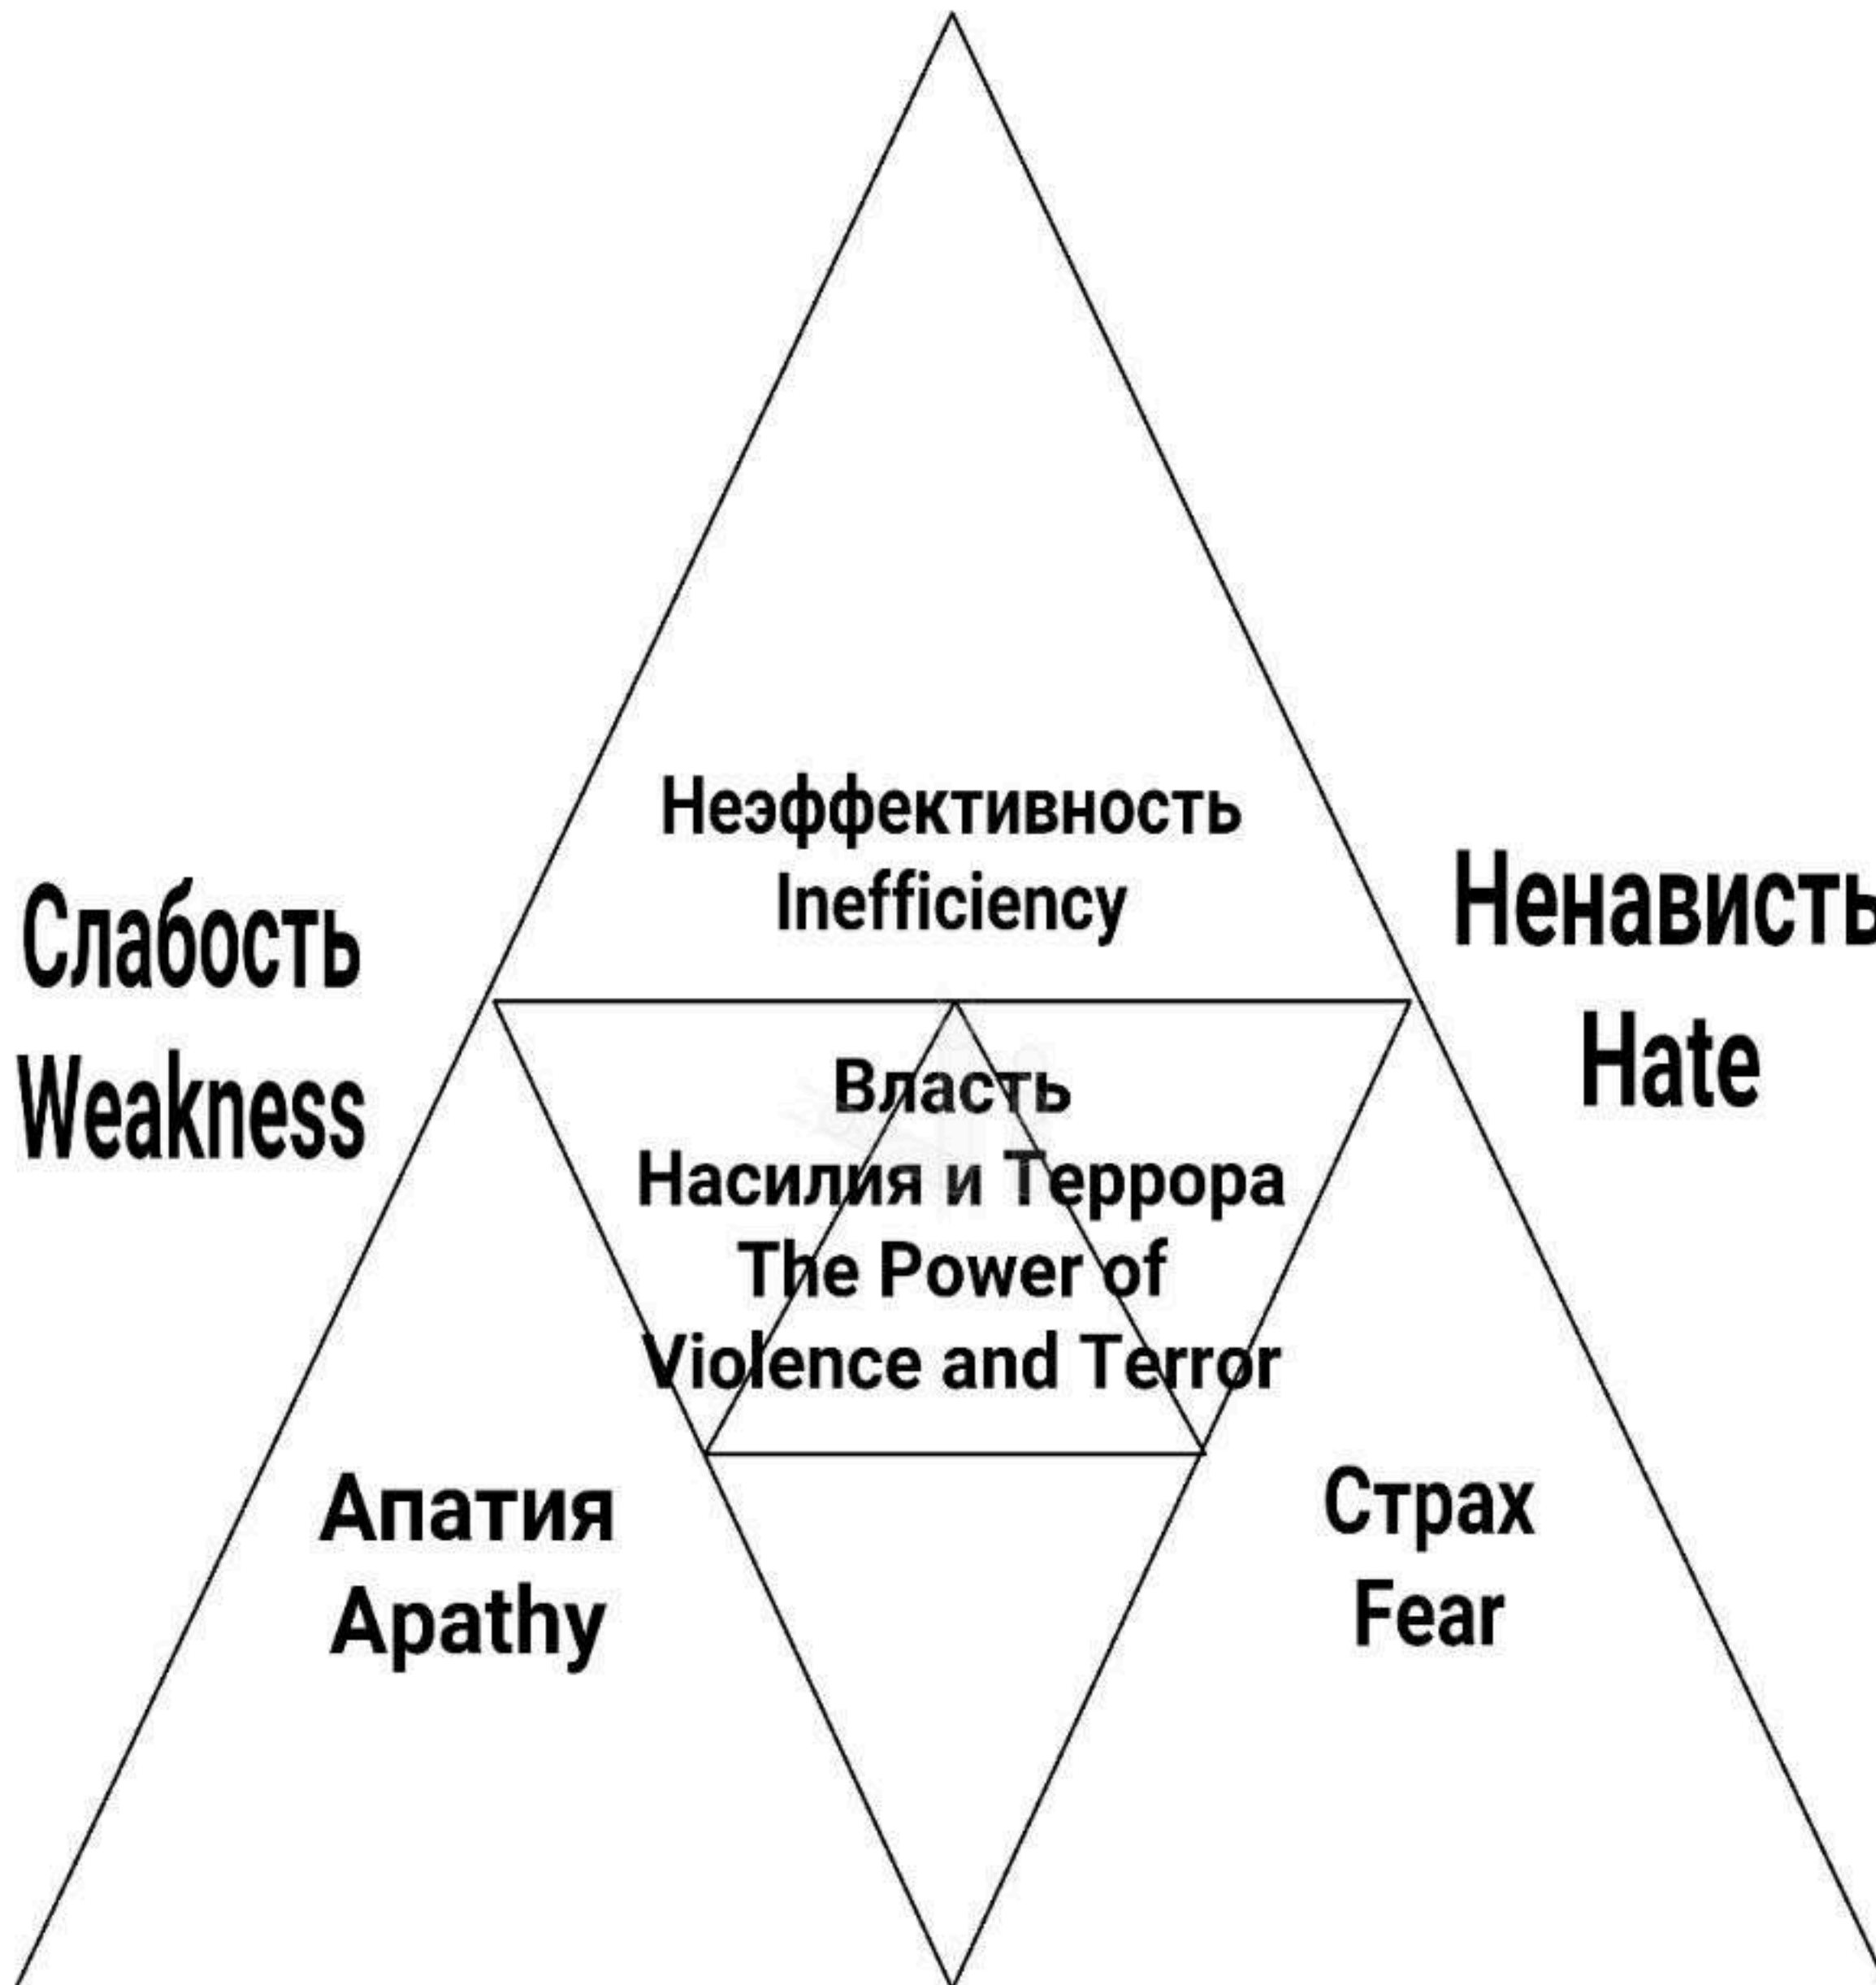 Неэффективность
Inefficiency
Слабость
Weakness
Ненависть
Hate
Власть
Насилия и Террора
The Power of
Violence and Terror
Апатия
Apathy
Страх
Fear